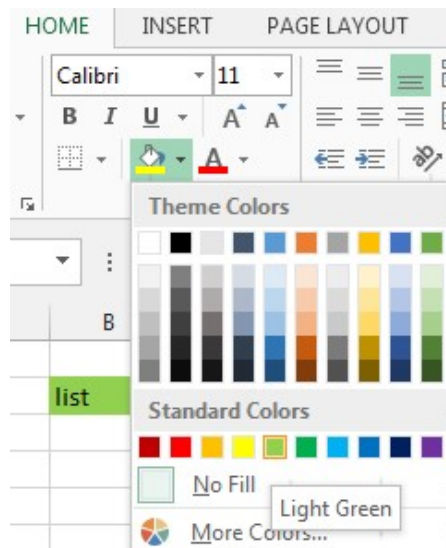 HOME INSERT PAGE LAYOUT
Calibri 11
B I U A A
A
Theme Colors
B
list
Standard Colors
No Fill
Light Green
More Colors...